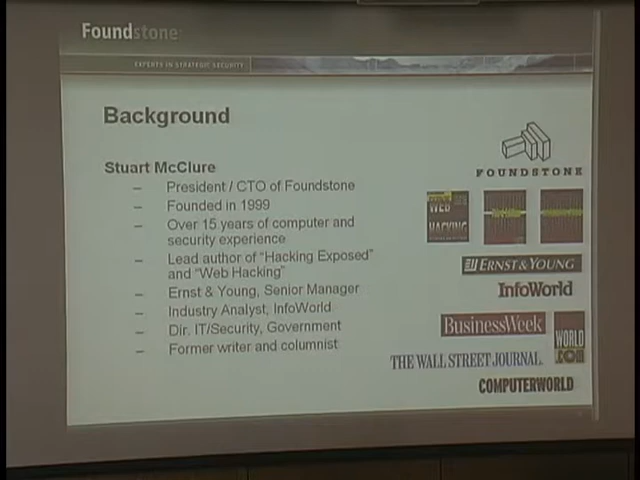 Foundstone
EXPERTS IN STRATEGIC SECURITY
Background
Stuart McClure
– President / CTO of Foundstone
– Founded in 1999
– Over 15 years of computer and
security experience
– Lead author of "Hacking Exposed"
and "Web Hacking"
– Ernst & Young, Senior Manager
– Industry Analyst, InfoWorld
– Dir. IT/Security, Government
– Former writer and columnist
FOUNDSTONE
WEB
HACKING
ERNST & YOUNG
InfoWorld
BusinessWeek
WORLD
THE WALL STREET JOURNAL.
COMPUTERWORLD